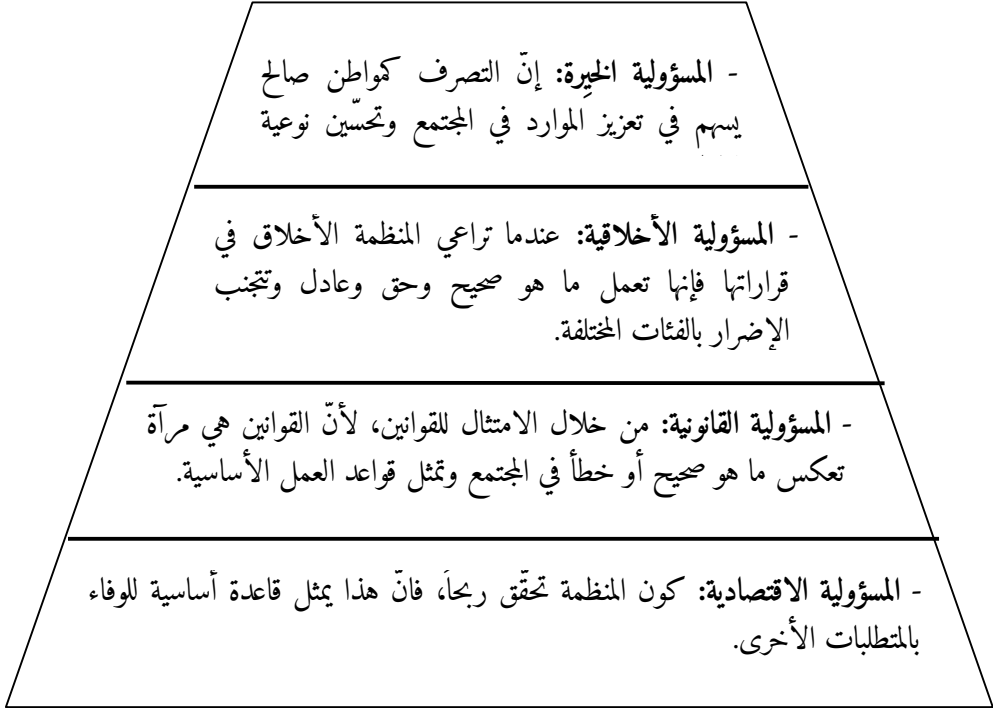 - المسؤولية الخيِرة: إنّ التصرف كمواطن صالح
يسهم في تعزيز الموارد في المجتمع وتحسّين نوعية
- المسؤولية الأخلاقية: عندما تراعي المنظمة الأخلاق في
قراراتها فإنها تعمل ما هو صحيح وحق وعادل وتتجنب
الإضرار بالفئات المختلفة.
- المسؤولية القانونية: من خلال الامتثال للقوانين، لأنّ القوانين هي مرآة
تعكس ما هو صحيح أو خطأ في المجتمع وتمثل قواعد العمل الأساسية.
- المسؤولية الاقتصادية: كون المنظمة تحقّق ربحاَ، فانّ هذا يمثل قاعدة أساسية للوفاء
بالمتطلبات الأخرى.